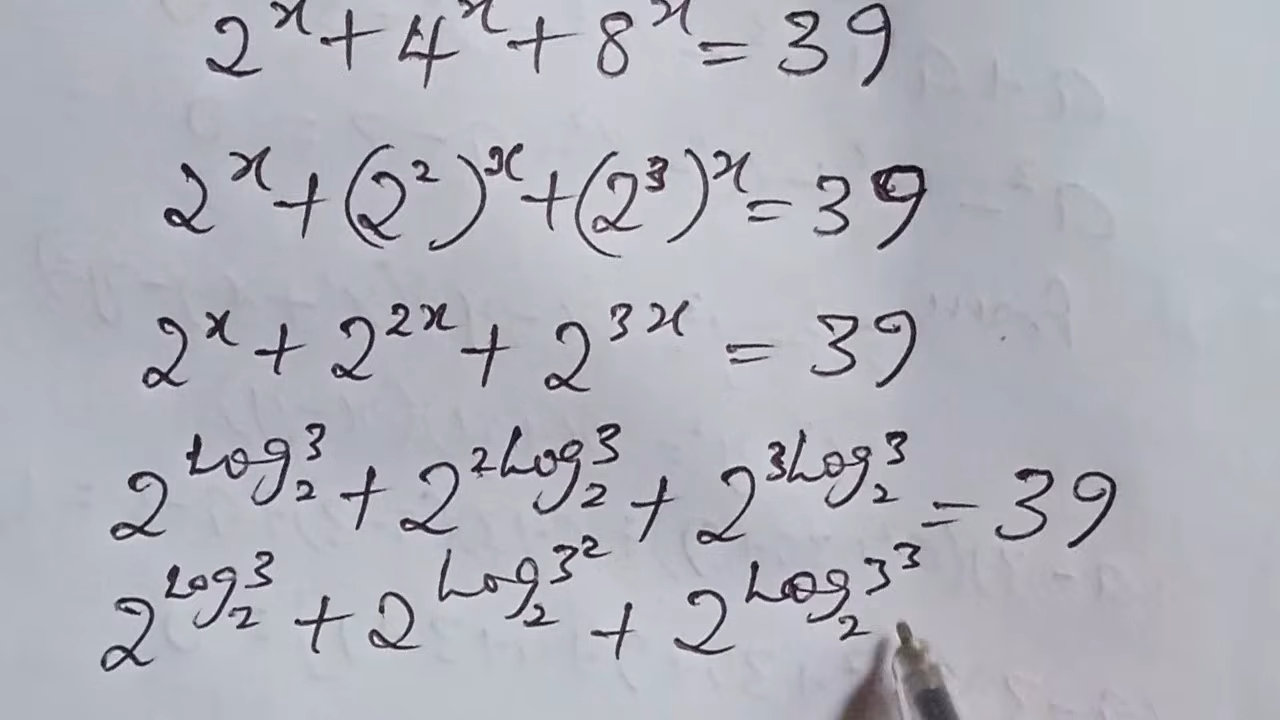 2^x + 4^x + 8^x = 39
2^x + (2^2)^x + (2^3)^x = 39
2^x + 2^{2x} + 2^{3x} = 39
2^{Log_2^3} + 2^{2Log_2^3} + 2^{3Log_2^3} = 39
2^{Log_2^3} + 2^{Log_2^{3^2}} + 2^{Log_2^{3^3}}